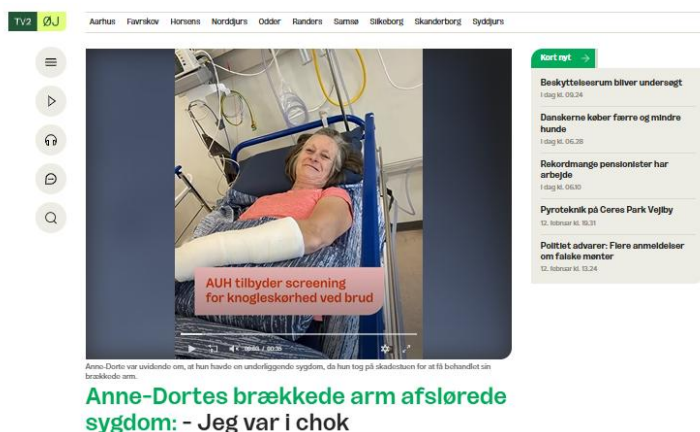 TV2 ØJ
Aarhus Favrskov Horsens Norddjurs Odder Randers Samsø Silkeborg Skanderborg Syddjurs
AUH tilbyder screening
for knogleskørhed ved brud
Anne-Dorte var uvidende om, at hun havde en underliggende sygdom, da hun tog på skadestuen for at få behandlet sin
brækkede arm.
Anne-Dortes brækkede arm afslørede
sygdom: - Jeg var i chok
Kort nyt
Beskyttelsesrum bliver undersøgt
I dag kl. 09.24
Danskerne køber færre og mindre
hunde
I dag kl. 06.28
Rekordmange pensionister har
arbejde
I dag kl. 06.10
Pyroteknik på Ceres Park Vejlby
12. februar kl. 18.31
Politiet advarer: Flere anmeldelser
om falske mønter
12. februar kl. 13.24